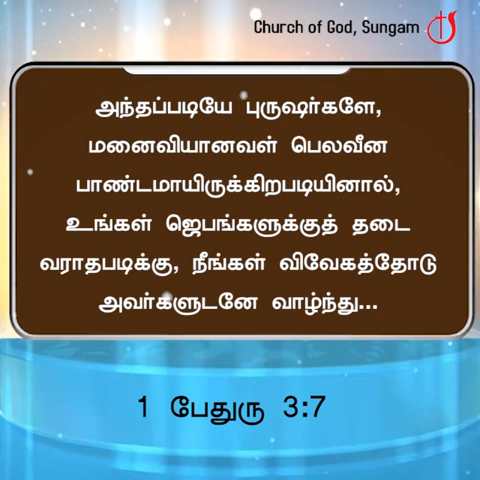 Church of God, Sungam
அந்தப்படியே புருஷர்களே,
மனைவியானவள் பெலவீன
பாண்டமாயிருக்கிறபடியினால்,
உங்கள் ஜெபங்களுக்குத் தடை
வராதபடிக்கு, நீங்கள் விவேகத்தோடு
அவர்களுடனே வாழ்ந்து...
1 பேதுரு 3:7